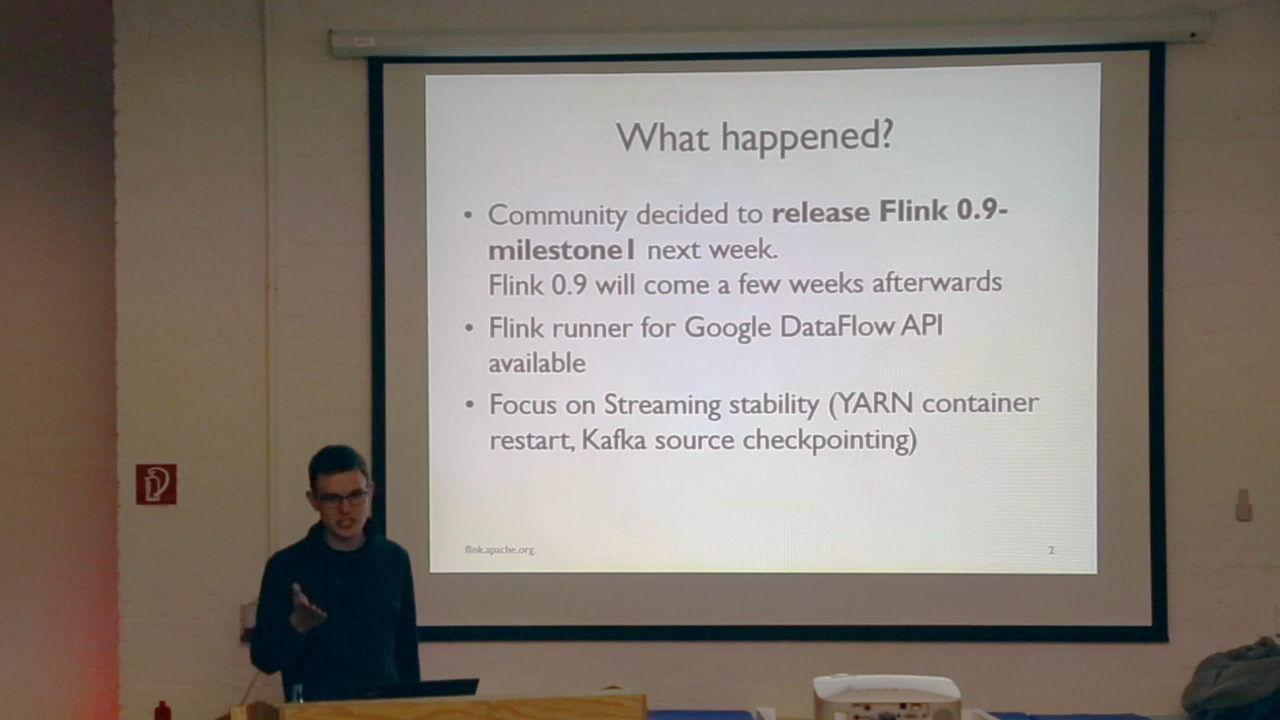 What happened?
• Community decided to release Flink 0.9-
milestone1 next week.
Flink 0.9 will come a few weeks afterwards
• Flink runner for Google DataFlow API
available
• Focus on Streaming stability (YARN container
restart, Kafka source checkpointing)
flink.apache.org
2